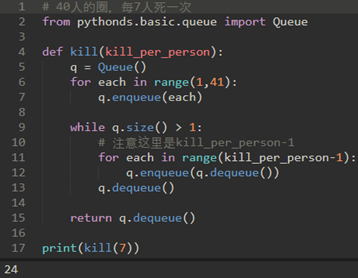 1 # 40人的圈，每7人死一次
2 from pythonds.basic.queue import Queue
3
4 def kill(kill_per_person):
5     q = Queue()
6     for each in range(1,41):
7         q.enqueue(each)
8
9     while q.size() > 1:
10         # 注意这里是kill_per_person-1
11         for each in range(kill_per_person-1):
12             q.enqueue(q.dequeue())
13         q.dequeue()
14
15     return q.dequeue()
16
17 print(kill(7))
24